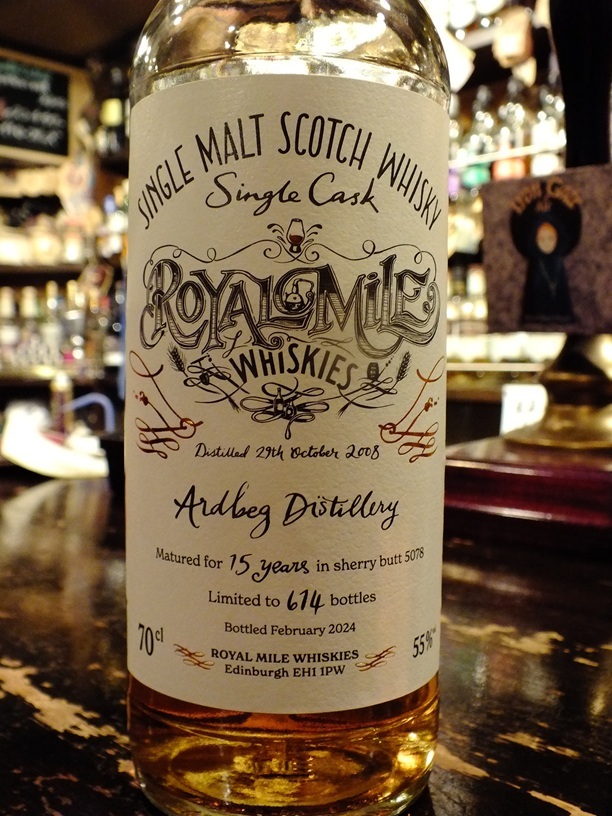 SINGLE MALT SCOTCH WHISKY
Single Cask
ROYAL MILE
WHISKIES
Distilled 29th October 2008
Ardbeg Distillery
Matured for 15 years in sherry butt 5078
Limited to 614 bottles
Bottled February 2024
70cl
55%
ROYAL MILE WHISKIES
Edinburgh EH1 1PW